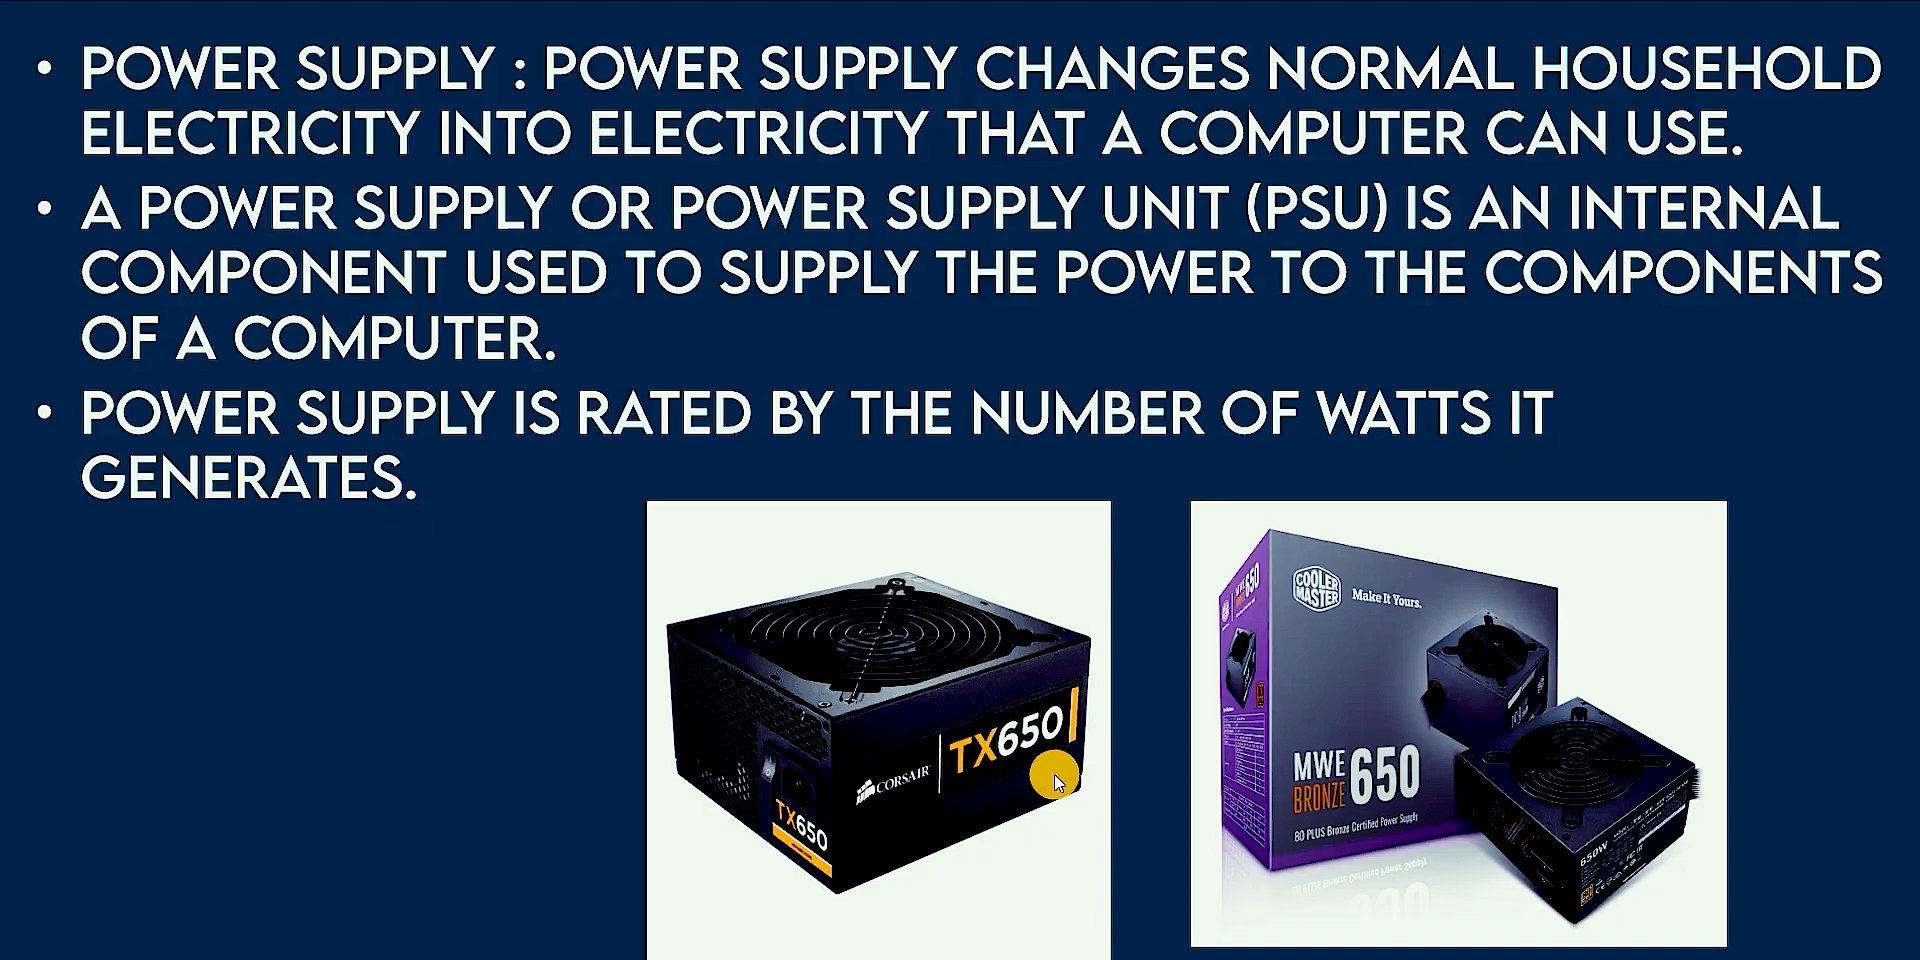 • POWER SUPPLY : POWER SUPPLY CHANGES NORMAL HOUSEHOLD
ELECTRICITY INTO ELECTRICITY THAT A COMPUTER CAN USE.
• A POWER SUPPLY OR POWER SUPPLY UNIT (PSU) IS AN INTERNAL
COMPONENT USED TO SUPPLY THE POWER TO THE COMPONENTS
OF A COMPUTER.
• POWER SUPPLY IS RATED BY THE NUMBER OF WATTS IT
GENERATES.
CORSAIR
TX650
TX650
COOLER
MASTER
Make It Yours.
650
MWE
BRONZE
650
80 PLUS Bronze Certified Power Supply
650W